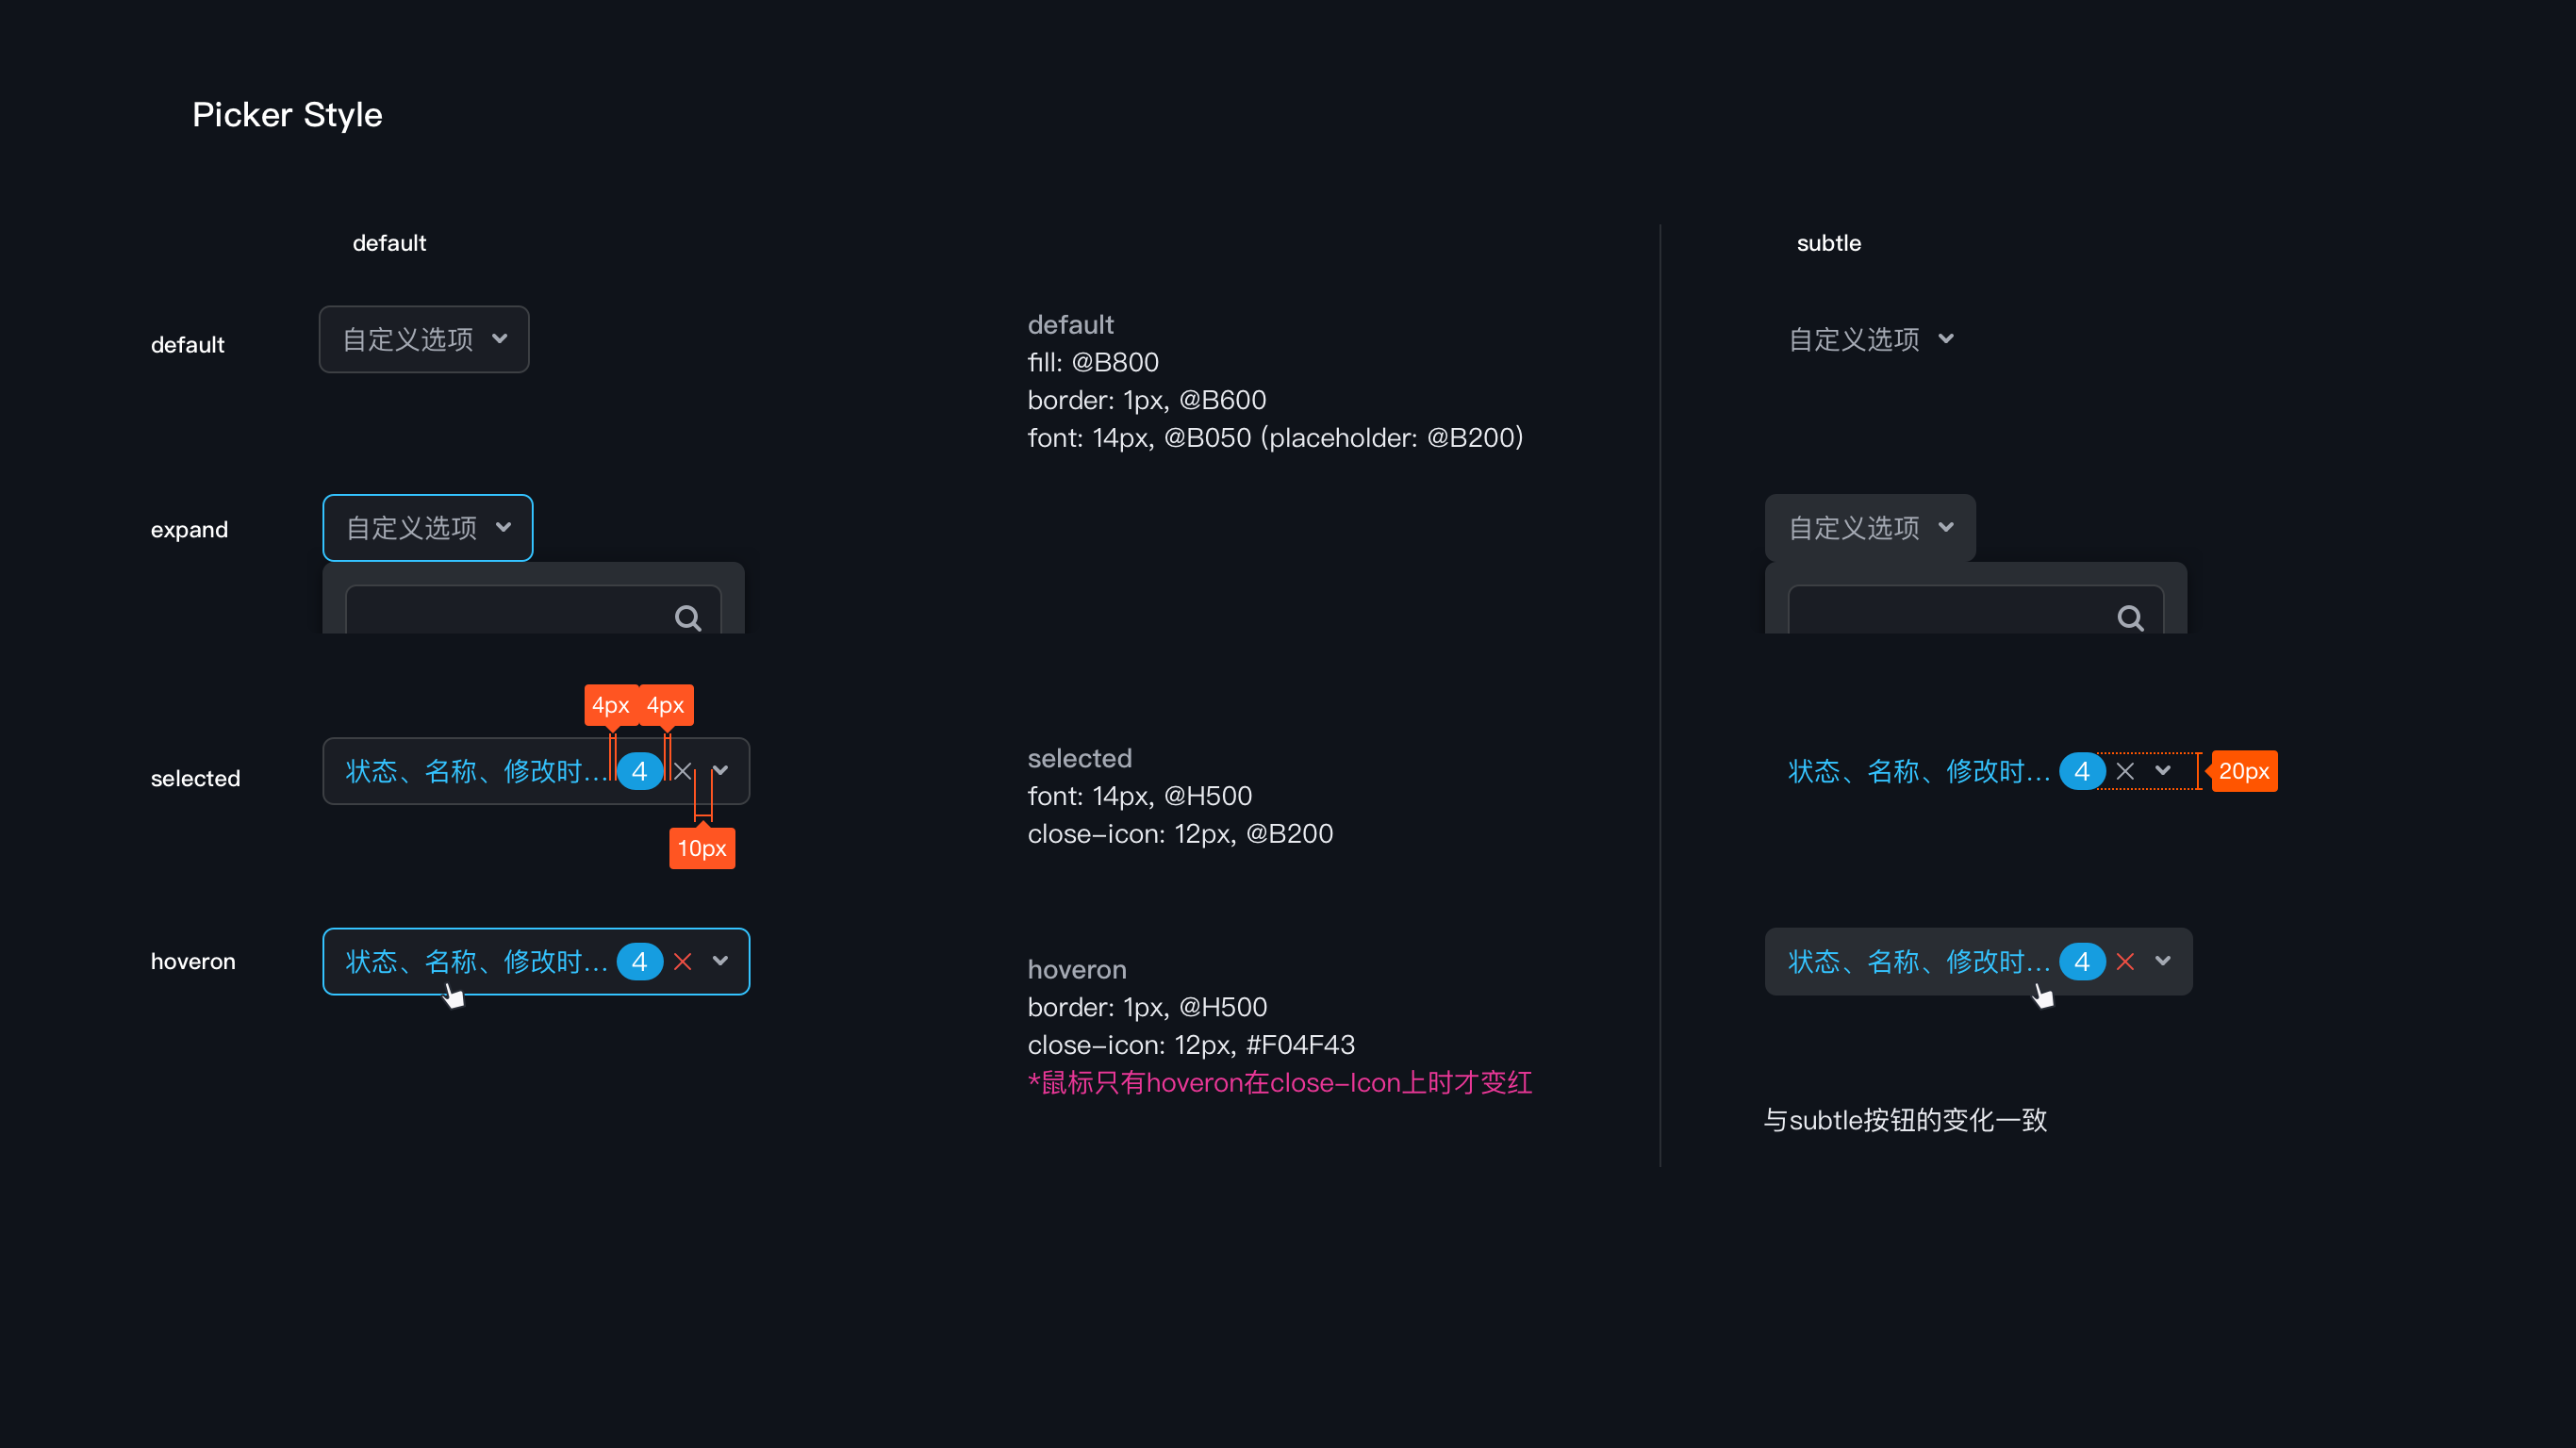 Picker Style
default
subtle
default
自定义选项
default
fill: @B800
border: 1px, @B600
font: 14px, @B050 (placeholder: @B200)
自定义选项
expand
自定义选项
自定义选项
4px
4px
selected
状态、名称、修改时...
4
10px
selected
font: 14px, @H500
close-icon: 12px, @B200
状态、名称、修改时...
4
20px
hoveron
状态、名称、修改时...
4
hoveron
border: 1px, @H500
close-icon: 12px, #F04F43
*鼠标只有hoveron在close-Icon上时才变红
状态、名称、修改时...
4
与subtle按钮的变化一致